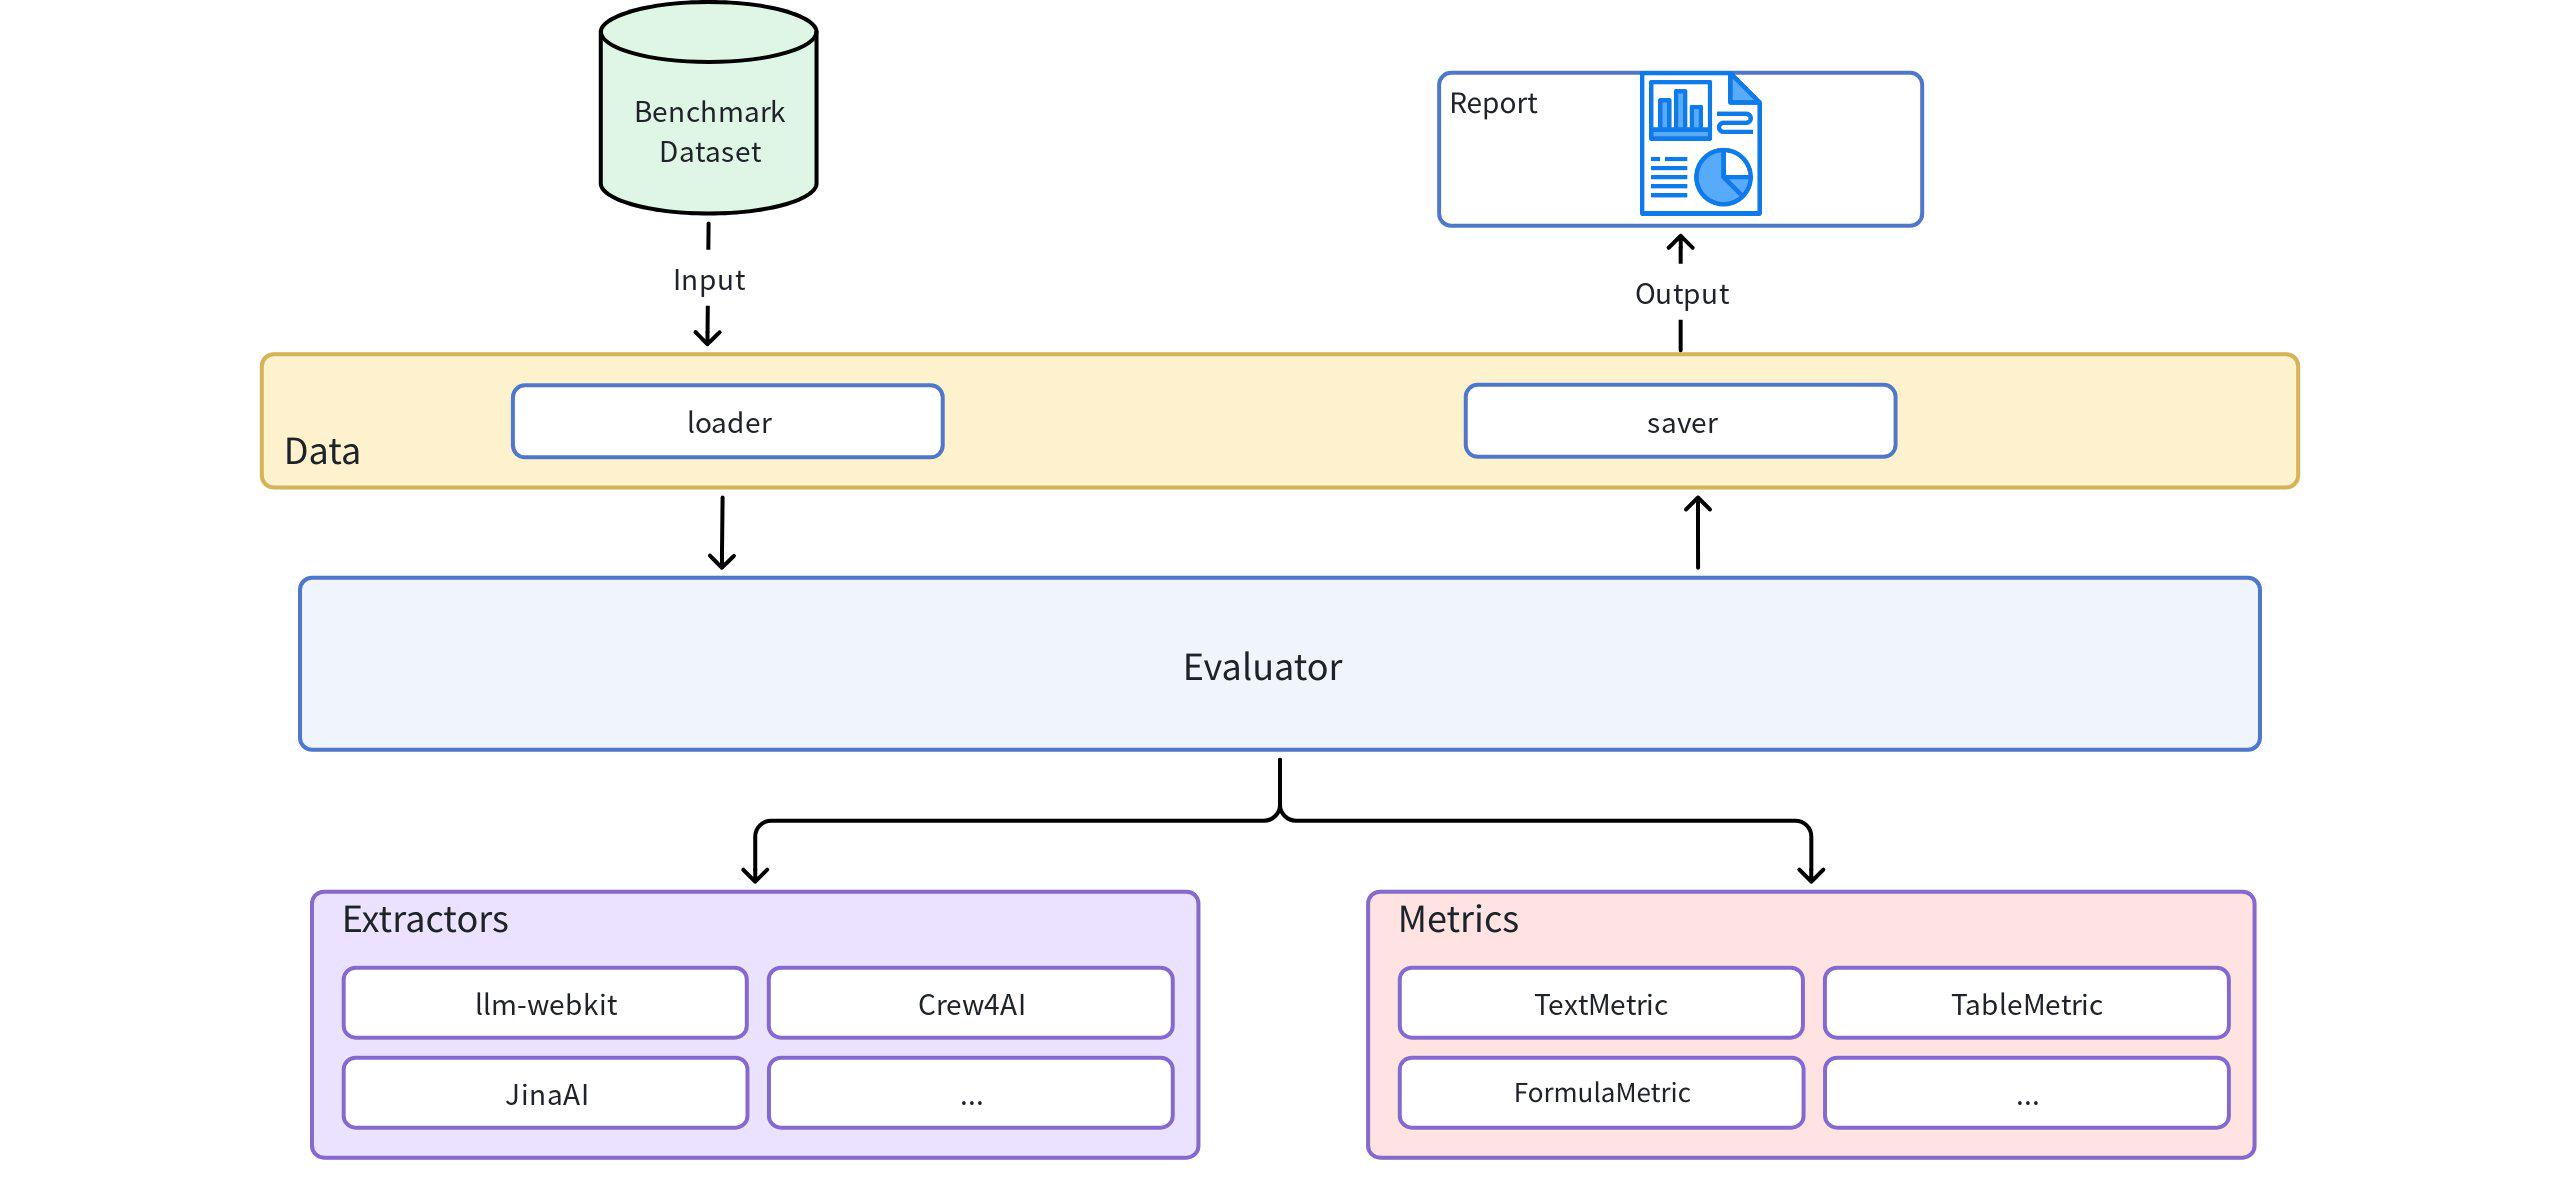 Benchmark
Dataset
Report
Input
Output
loader
saver
Data
Evaluator
Extractors
llm-webkit
Crew4AI
JinaAI
...
Metrics
TextMetric
TableMetric
FormulaMetric
...